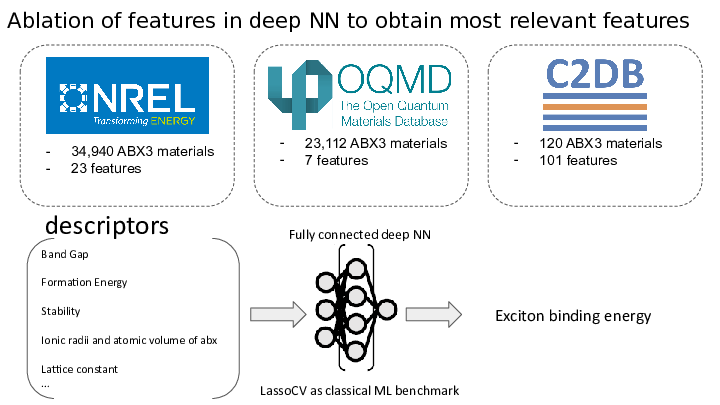 Ablation of features in deep NN to obtain most relevant features
NREL
Transforming ENERGY
- 34,940 ABX3 materials
- 23 features
OQMD
The Open Quantum
Materials Database
- 23,112 ABX3 materials
- 7 features
C2DB
- 120 ABX3 materials
- 101 features
descriptors
Band Gap
Formation Energy
Stability
Ionic radii and atomic volume of abx
Lattice constant
...
Fully connected deep NN
LassoCV as classical ML benchmark
Exciton binding energy